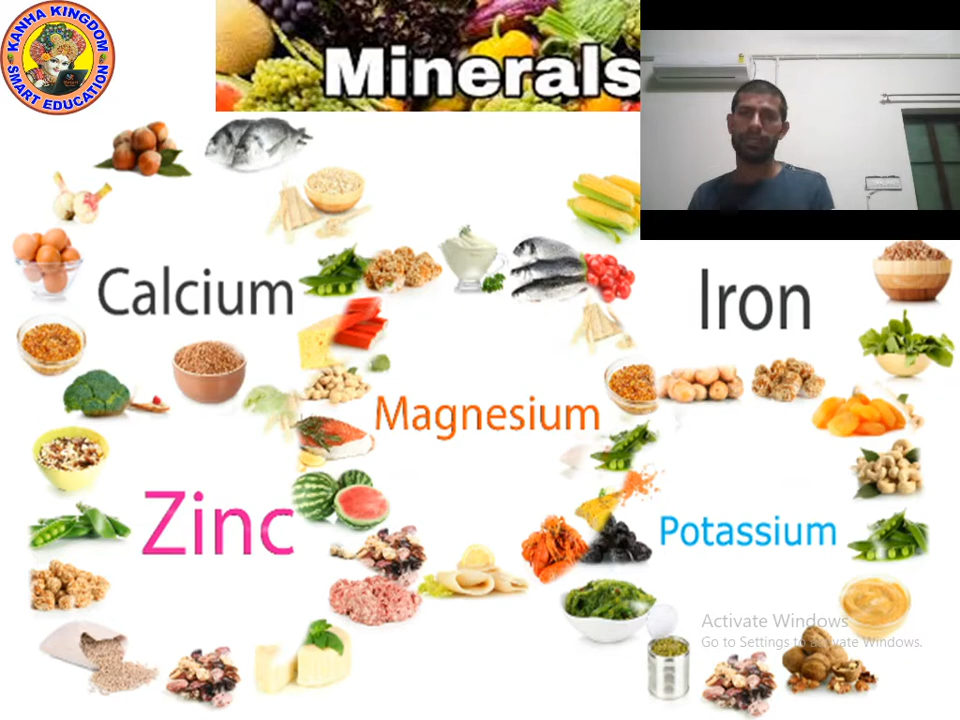 KANHA KINGDOM
SMART EDUCATION
Minerals
Calcium
Iron
Magnesium
Zinc
Potassium
Activate Windows
Go to Settings to activate Windows.